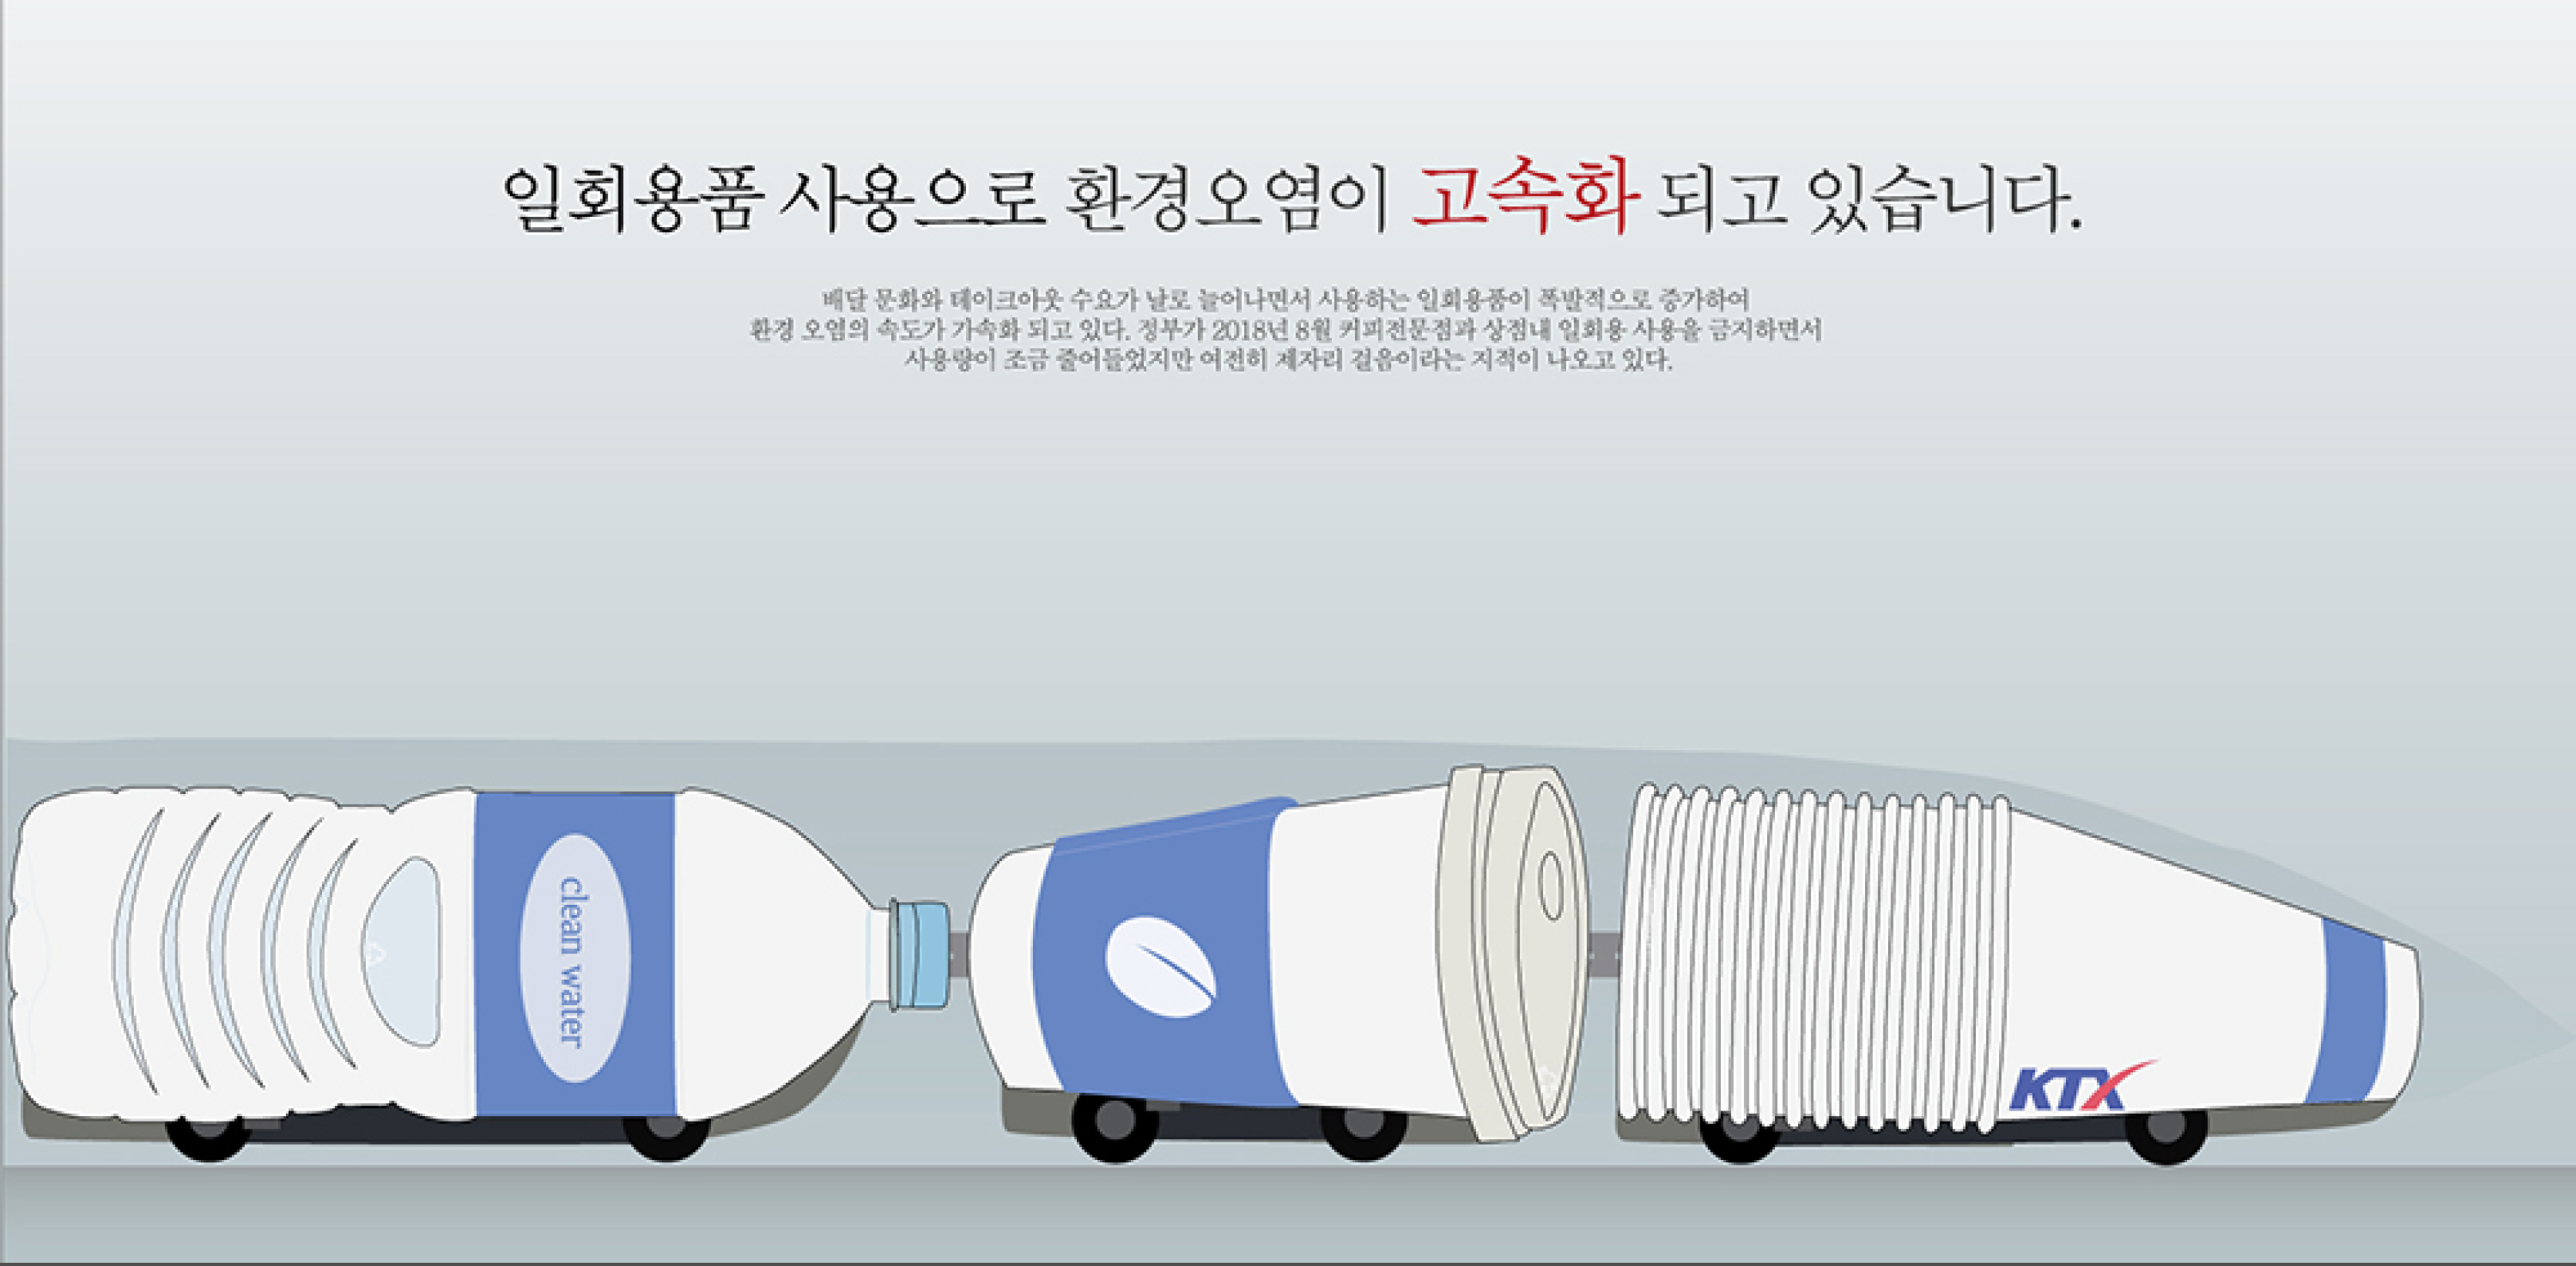 일회용품 사용으로 환경오염이 고속화 되고 있습니다.
배달 문화와 테이크아웃 수요가 날로 늘어나면서 사용하는 일회용품이 폭발적으로 증가하여
환경 오염의 속도가 가속화 되고 있다. 정부가 2018년 8월 커피전문점과 상점내 일회용 사용을 금지하면서
사용량이 조금 줄어들었지만 여전히 제자리 걸음이라는 지적이 나오고 있다.
clean water
KTX